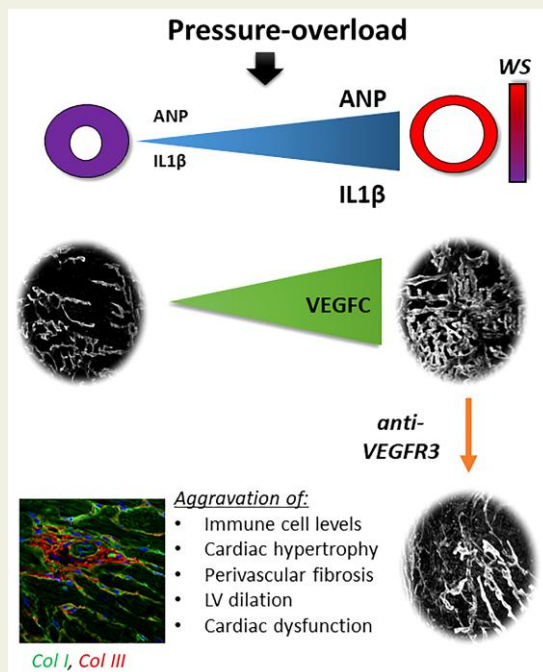 Pressure-overload
WS
ANP
ANP
IL1β
IL1β
VEGFC
anti-
VEGFR3
Aggravation of:
• Immune cell levels
• Cardiac hypertrophy
• Perivascular fibrosis
• LV dilation
• Cardiac dysfunction
Col I, Col III